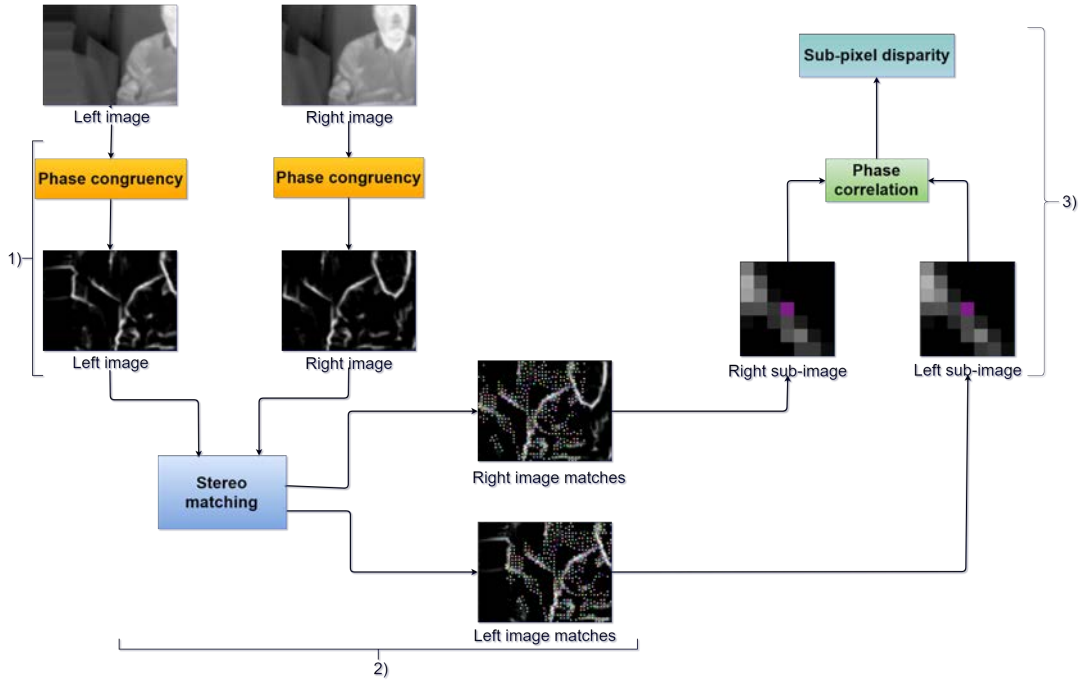 Left image
Right image
Phase congruency
Phase congruency
1)
Left image
Right image
Stereo
matching
Right image matches
Left image matches
2)
Sub-pixel disparity
Phase
correlation
3)
Right sub-image
Left sub-image